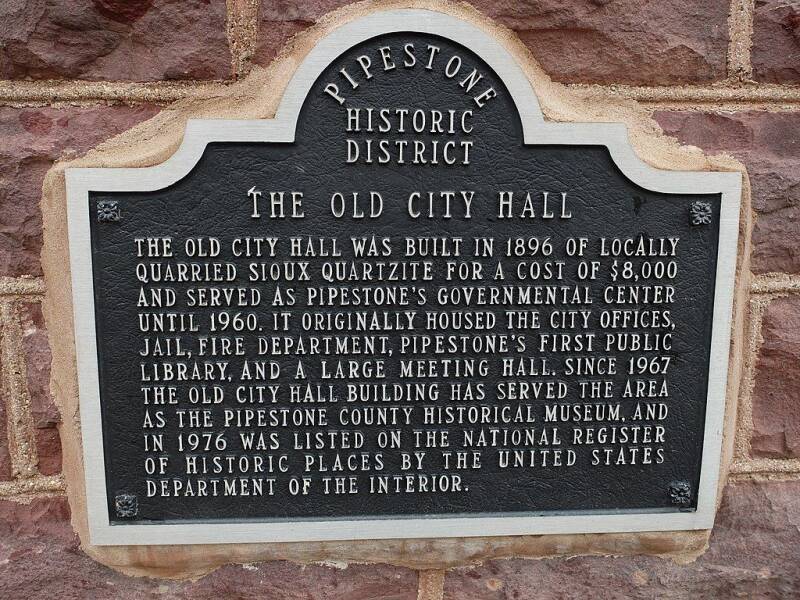 PIPESTONE
HISTORIC
DISTRICT
THE OLD CITY HALL
THE OLD CITY HALL WAS BUILT IN 1896 OF LOCALLY
QUARRIED SIOUX QUARTZITE FOR A COST OF $8,000
AND SERVED AS PIPESTONE'S GOVERNMENTAL CENTER
UNTIL 1960. IT ORIGINALLY HOUSED THE CITY OFFICES,
JAIL, FIRE DEPARTMENT, PIPESTONE'S FIRST PUBLIC
LIBRARY, AND A LARGE MEETING HALL. SINCE 1967
THE OLD CITY HALL BUILDING HAS SERVED THE AREA
AS THE PIPESTONE COUNTY HISTORICAL MUSEUM, AND
IN 1976 WAS LISTED ON THE NATIONAL REGISTER
OF HISTORIC PLACES BY THE UNITED STATES
DEPARTMENT OF THE INTERIOR.